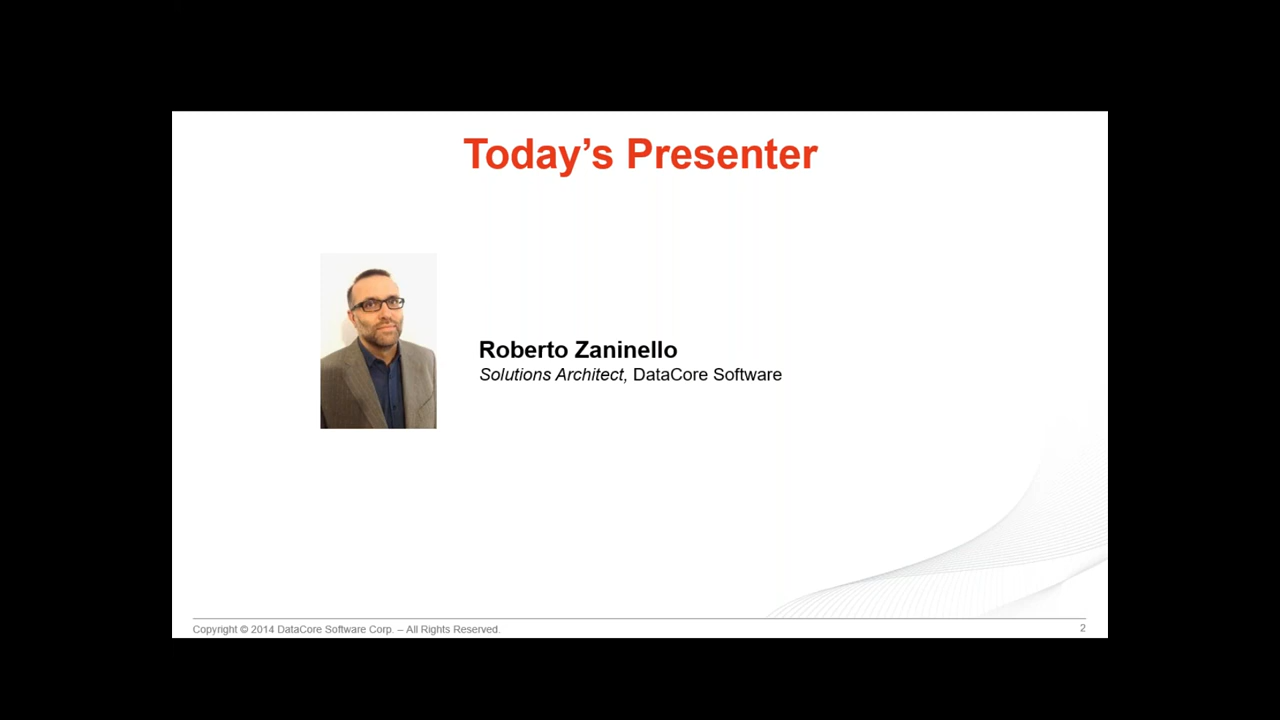 Today’s Presenter
Roberto Zaninello
Solutions Architect, DataCore Software
Copyright © 2014 DataCore Software Corp. – All Rights Reserved.
2